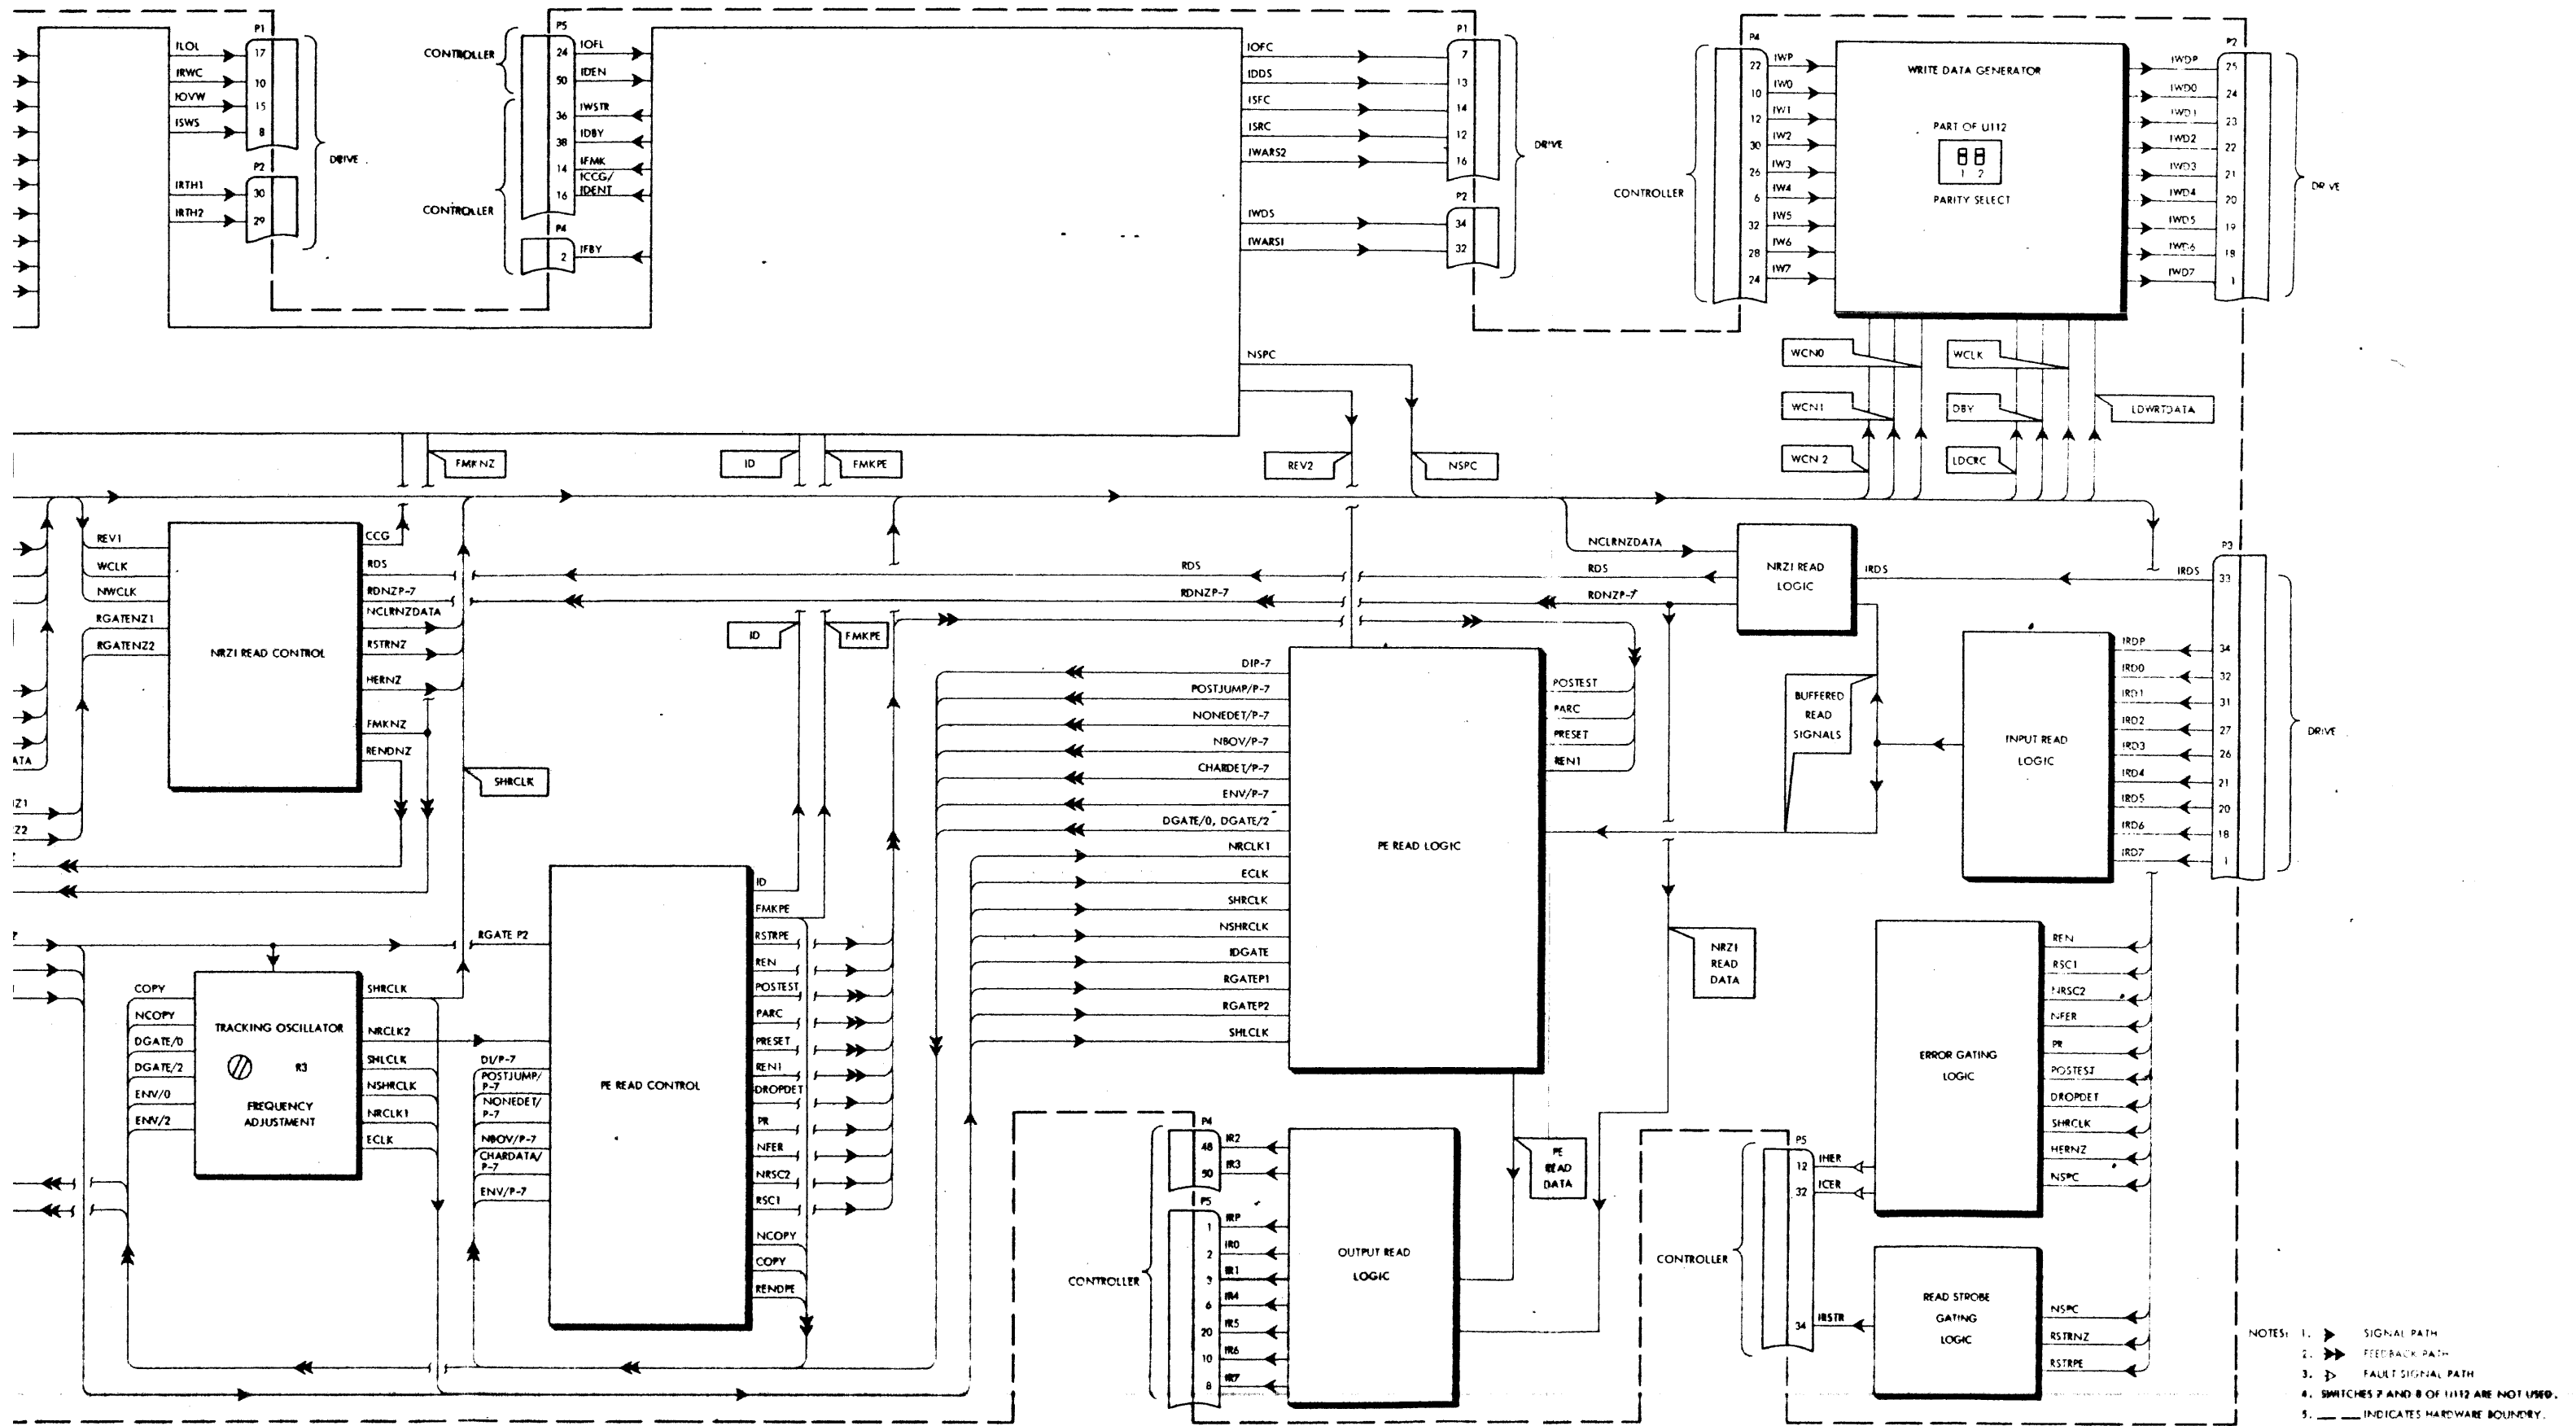 P1
ILOL 17
IRWC 10
IOVW 15
ISWS 8
P2
IRTH1 30
IRTH2 29
DRIVE
CONTROLLER
P5
24 IOFL
50 IDEN
36 IWSTR
38 IDBY
14 IFMK
16 ICCG/
IDENT
CONTROLLER
P4
2 IFBY
P1
IOFC 7
IDDS 13
ISFC 14
ISRC 12
IWARS2 16
P2
IWDS 34
IWARS1 32
DRIVE
NSPC
CONTROLLER
P4
22 IWP
10 IW0
12 IW1
30 IW2
26 IW3
6 IW4
32 IW5
28 IW6
24 IW7
WRITE DATA GENERATOR
PART OF U112
1 2
PARITY SELECT
P2
IWDP 25
IWD0 24
IWD1 23
IWD2 22
IWD3 21
IWD4 20
IWD5 19
IWD6 18
IWD7 1
DRIVE
WCN0
WCLK
WCN1
DBY
LDWRTDATA
WCN 2
LDCRC
FMKNZ
ID
FMKPE
REV2
NSPC
REV1
WCLK
NWCLK
RGATENZ1
RGATENZ2
NRZI READ CONTROL
CCG
RDS
RDNZP-7
NCLRNZDATA
RSTRNZ
HERNZ
FMKNZ
RENDNZ
ATA
Z1
Z2
SHRCLK
ID
FMKPE
RDS
RDNZP-7
NCLRNZDATA
RDS
RDNZP-7
NRZI READ
LOGIC
IRDS
IRDS
P3
33
IRDP 34
IRD0 32
IRD1 31
IRD2 27
IRD3 26
IRD4 21
IRD5 20
IRD6 18
IRD7 1
DRIVE
INPUT READ
LOGIC
BUFFERED
READ
SIGNALS
DIP-7
POSTJUMP/P-7
NONEDET/P-7
NBOV/P-7
CHARDET/P-7
ENV/P-7
DGATE/0, DGATE/2
NRCLK1
ECLK
SHRCLK
NSHRCLK
IDGATE
RGATEP1
RGATEP2
SHLCLK
PE READ LOGIC
POSTEST
PARC
PRESET
REN1
NRZI
READ
DATA
RGATE P2
COPY
NCOPY
DGATE/0
DGATE/2
ENV/0
ENV/2
TRACKING OSCILLATOR
R3
FREQUENCY
ADJUSTMENT
SHRCLK
NRCLK2
SHLCLK
NSHRCLK
NRCLK1
ECLK
DI/P-7
POSTJUMP/
P-7
NONEDET/
P-7
NBOV/P-7
CHARDATA/
P-7
ENV/P-7
PE READ CONTROL
ID
FMKPE
RSTRPE
REN
POSTEST
PARC
PRESET
REN1
DROPDET
PR
NFER
NRSC2
RSC1
NCOPY
COPY
RENDPE
CONTROLLER
P4
48 IR2
50 IR3
P5
1 IRP
2 IR0
3 IR1
6 IR4
20 IR5
10 IR6
8 IR7
OUTPUT READ
LOGIC
PE
READ
DATA
CONTROLLER
P5
12 IHER
32 ICER
34 IRSTR
ERROR GATING
LOGIC
REN
RSC1
NRSC2
NFER
PR
POSTEST
DROPDET
SHRCLK
HERNZ
NSPC
READ STROBE
GATING
LOGIC
NSPC
RSTRNZ
RSTRPE
NOTES: 1. SIGNAL PATH
2. FEEDBACK PATH
3. FAULT SIGNAL PATH
4. SWITCHES 7 AND 8 OF U112 ARE NOT USED.
5. INDICATES HARDWARE BOUNDRY.